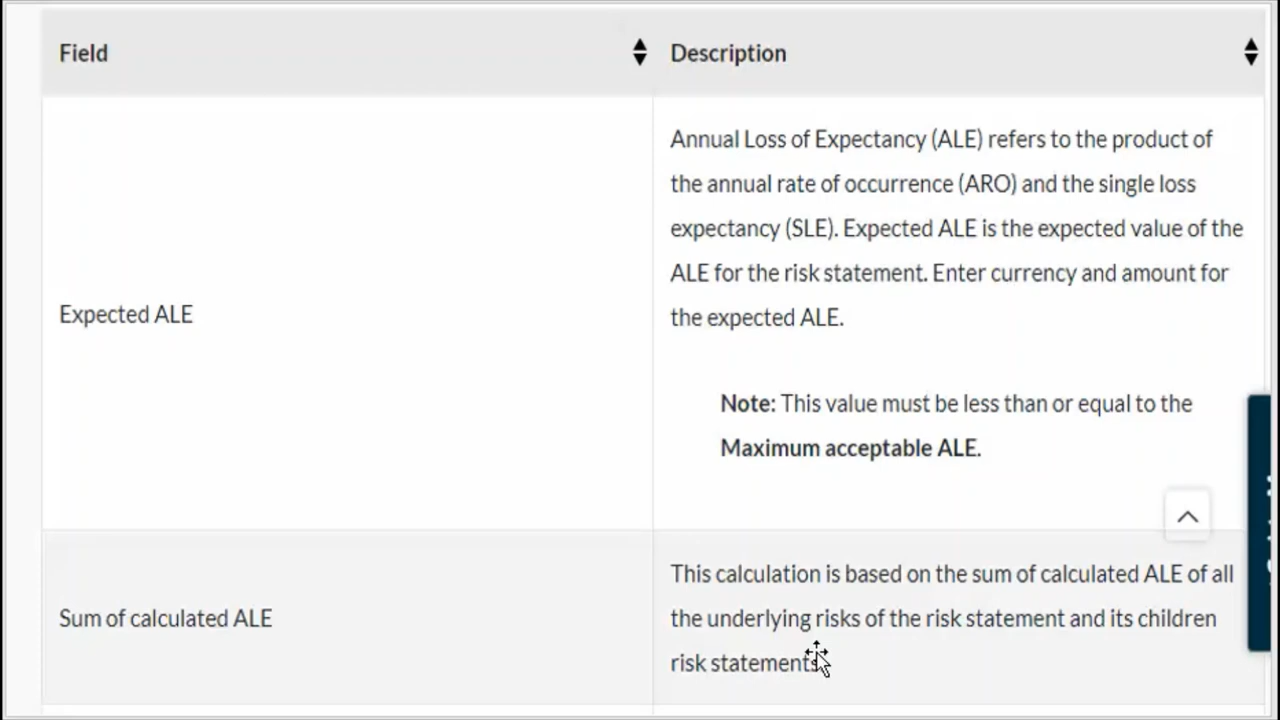 Field
Description
Expected ALE
Annual Loss of Expectancy (ALE) refers to the product of
the annual rate of occurrence (ARO) and the single loss
expectancy (SLE). Expected ALE is the expected value of the
ALE for the risk statement. Enter currency and amount for
the expected ALE.
Note: This value must be less than or equal to the
Maximum acceptable ALE.
Sum of calculated ALE
This calculation is based on the sum of calculated ALE of all
the underlying risks of the risk statement and its children
risk statements